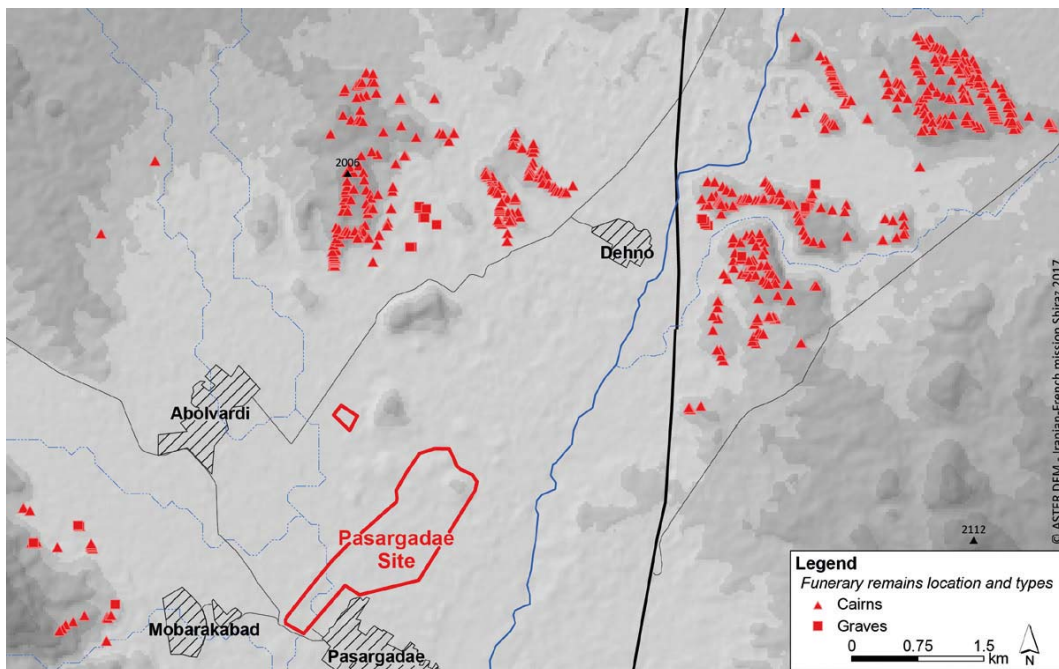 2006
Dehno
Abolvardi
Pasargadae
Site
Mobarakabad
Pasargadae
2112
© ASTER DEM - Iranian-French mission Shiraz 2017
Legend
Funerary remains location and types
Cairns
Graves
0 0.75 1.5
km
N